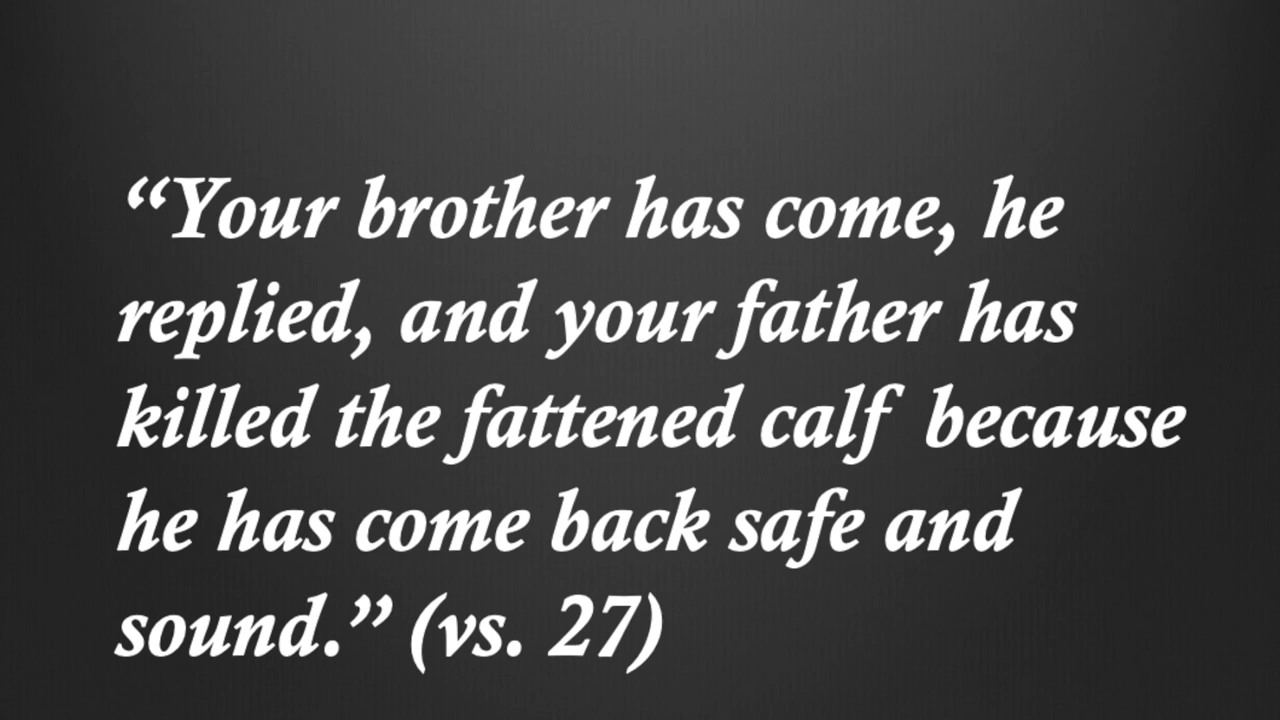 “Your brother has come, he
replied, and your father has
killed the fattened calf because
he has come back safe and
sound.” (vs. 27)